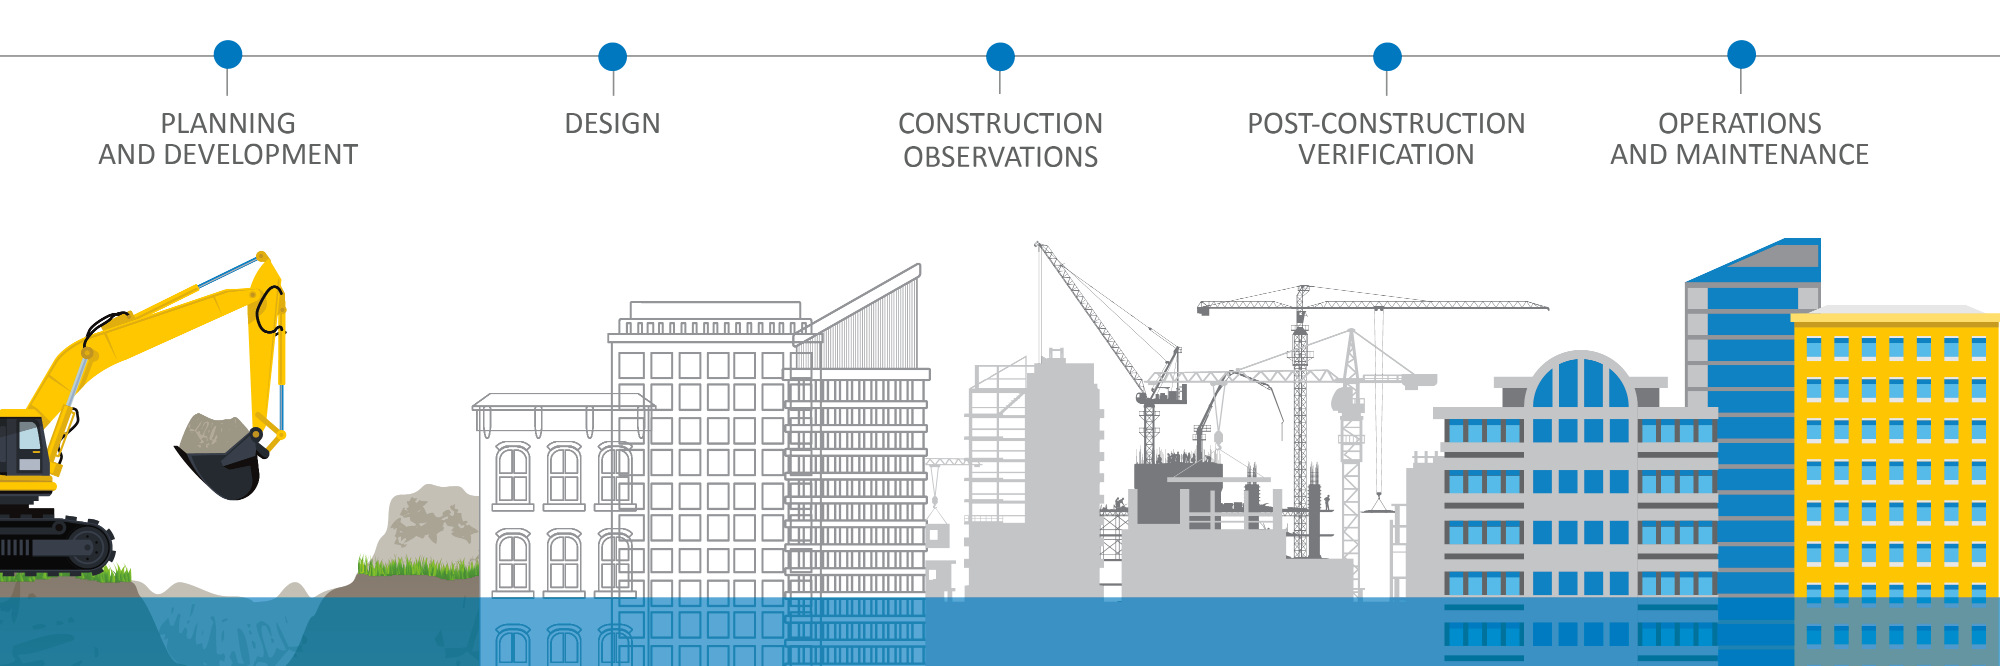 PLANNING
AND DEVELOPMENT
DESIGN
CONSTRUCTION
OBSERVATIONS
POST-CONSTRUCTION
VERIFICATION
OPERATIONS
AND MAINTENANCE